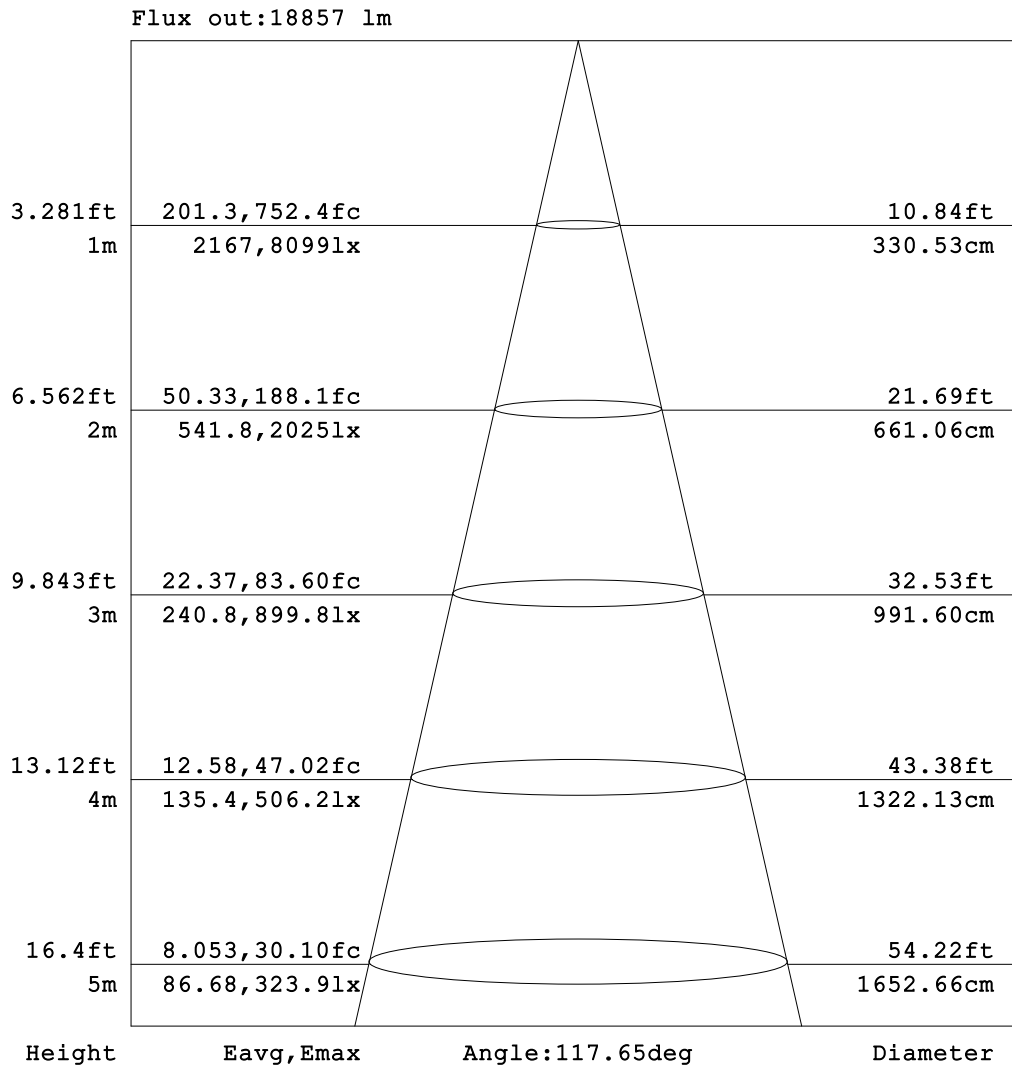 Flux out:18857 lm
3.281ft 201.3,752.4fc 10.84ft
1m 2167,8099lx 330.53cm
6.562ft 50.33,188.1fc 21.69ft
2m 541.8,2025lx 661.06cm
9.843ft 22.37,83.60fc 32.53ft
3m 240.8,899.8lx 991.60cm
13.12ft 12.58,47.02fc 43.38ft
4m 135.4,506.2lx 1322.13cm
16.4ft 8.053,30.10fc 54.22ft
5m 86.68,323.9lx 1652.66cm
Height Eavg,Emax Angle:117.65deg Diameter